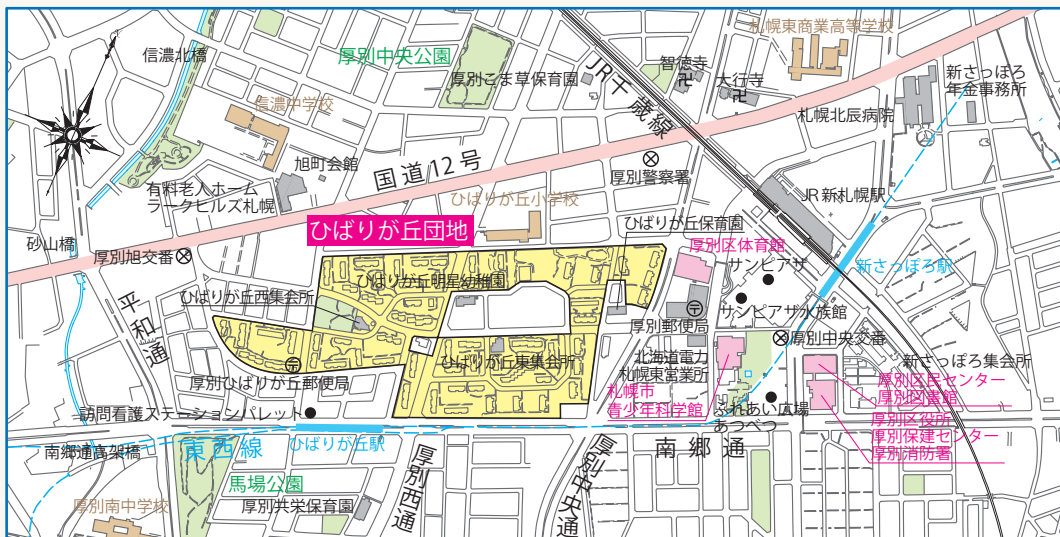 札幌東商業高等学校
信濃北橋
厚別中央公園
智徳寺
大行寺
新さっぽろ
年金事務所
厚別こま草保育園
JR千歳線
信濃中学校
札幌北辰病院
旭町会館
国道12号
厚別警察署
有料老人ホーム
ラークヒルズ札幌
ひばりが丘小学校
JR新札幌駅
ひばりが丘団地
ひばりが丘保育園
砂山橋
厚別旭交番
厚別区体育館
サンピアザ
新さっぽろ駅
ひばりが丘明星幼稚園
ひばりが丘西集会所
平和通
サンピアザ水族館
厚別郵便局
厚別中央交番
北海道電力
札幌東営業所
ひばりが丘東集会所
新さっぽろ集会所
厚別区民センター
厚別図書館
厚別ひばりが丘郵便局
札幌市
青少年科学館
訪問看護ステーションパレット
ふれあい広場
あつべつ
厚別区役所
厚別保健センター
厚別消防署
南郷通高架橋
東西線
ひばりが丘駅
南郷通
厚別西通
厚別中央通
馬場公園
厚別共栄保育園
厚別南中学校